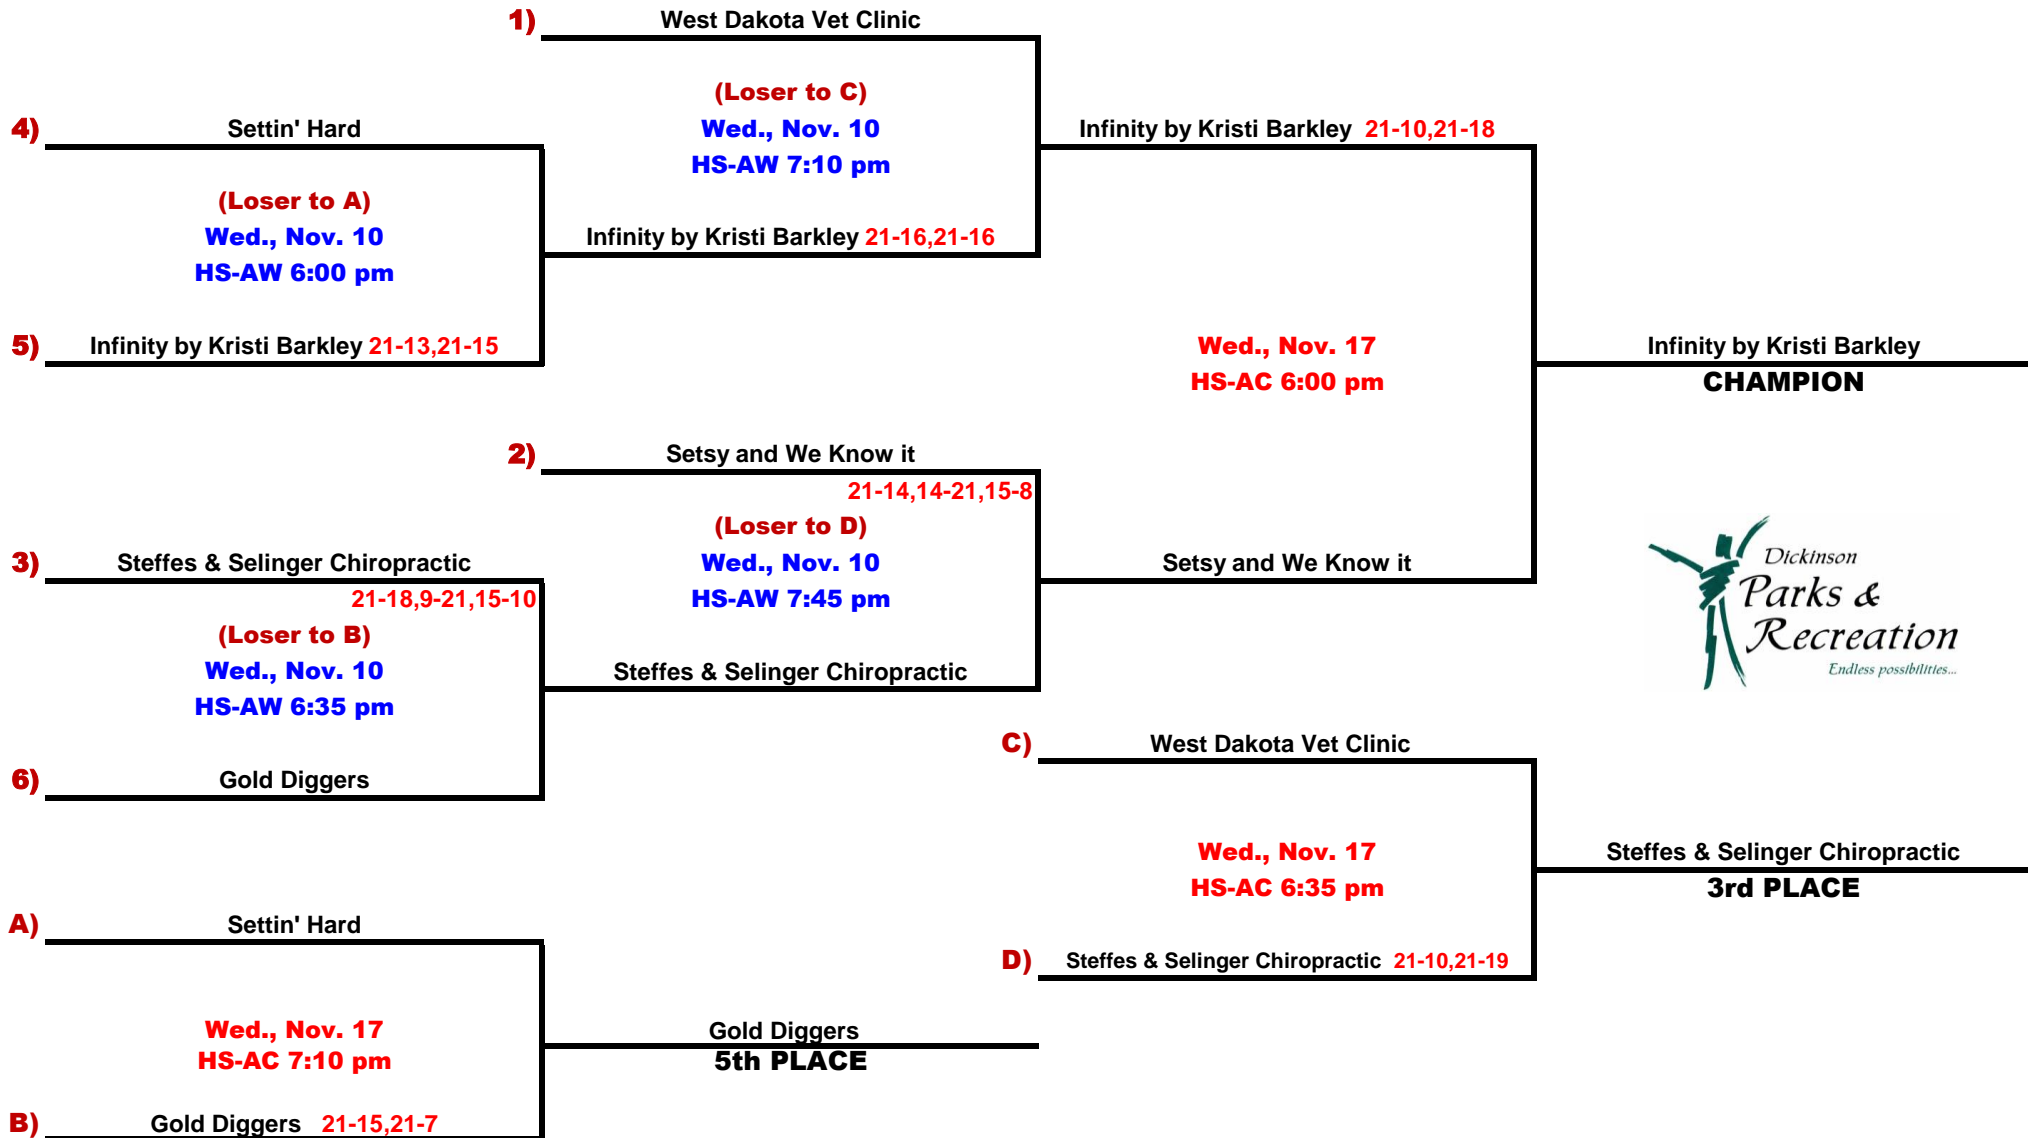 1) West Dakota Vet Clinic
(Loser to C)
4) Settin' Hard
Wed., Nov. 10
Infinity by Kristi Barkley 21-10,21-18
HS-AW 7:10 pm
(Loser to A)
Wed., Nov. 10
Infinity by Kristi Barkley 21-16,21-16
HS-AW 6:00 pm
5) Infinity by Kristi Barkley 21-13,21-15
Wed., Nov. 17
Infinity by Kristi Barkley
HS-AC 6:00 pm
CHAMPION
2) Setsy and We Know it
21-14,14-21,15-8
(Loser to D)
3) Steffes & Selinger Chiropractic
Wed., Nov. 10
Setsy and We Know it
21-18,9-21,15-10
HS-AW 7:45 pm
Dickinson
Parks &
Recreation
Endless possibilities...
(Loser to B)
Wed., Nov. 10
Steffes & Selinger Chiropractic
HS-AW 6:35 pm
C) West Dakota Vet Clinic
6) Gold Diggers
Wed., Nov. 17
Steffes & Selinger Chiropractic
HS-AC 6:35 pm
3rd PLACE
A) Settin' Hard
D) Steffes & Selinger Chiropractic 21-10,21-19
Wed., Nov. 17
Gold Diggers
HS-AC 7:10 pm
5th PLACE
B) Gold Diggers 21-15,21-7